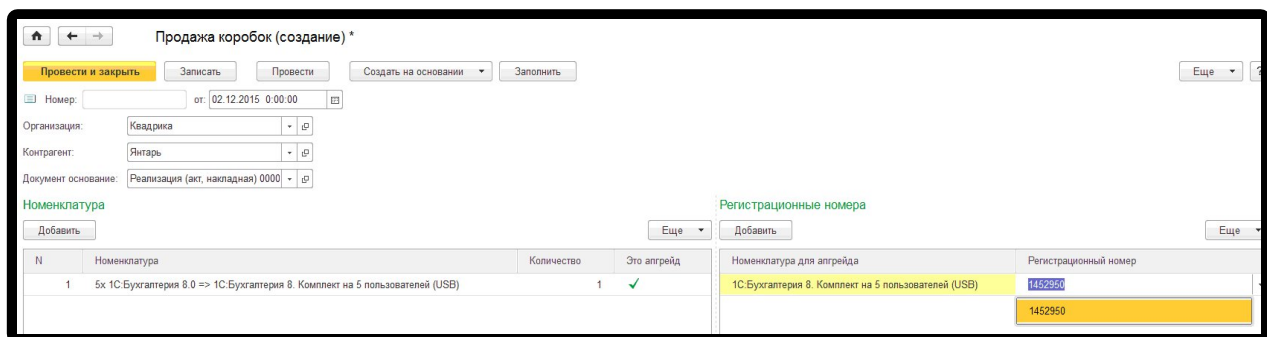 Продажа коробок (создание) *
Провести и закрыть Записать Провести Создать на основании Заполнить Еще ?
Номер: от: 02.12.2015 0:00:00
Организация: Квадрика
Контрагент: Янтарь
Документ основание: Реализация (акт, накладная) 0000
Номенклатура Регистрационные номера
Добавить Еще Добавить Еще
N Номенклатура Количество Это апгрейд Номенклатура для апгрейда Регистрационный номер
1 5x 1С:Бухгалтерия 8.0 => 1С:Бухгалтерия 8. Комплект на 5 пользователей (USB) 1 1С:Бухгалтерия 8. Комплект на 5 пользователей (USB) 1452950
1452950